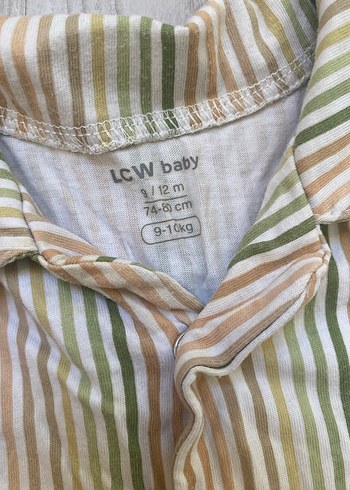 LCW baby
9 / 12 m
74-80 cm
9-10kg